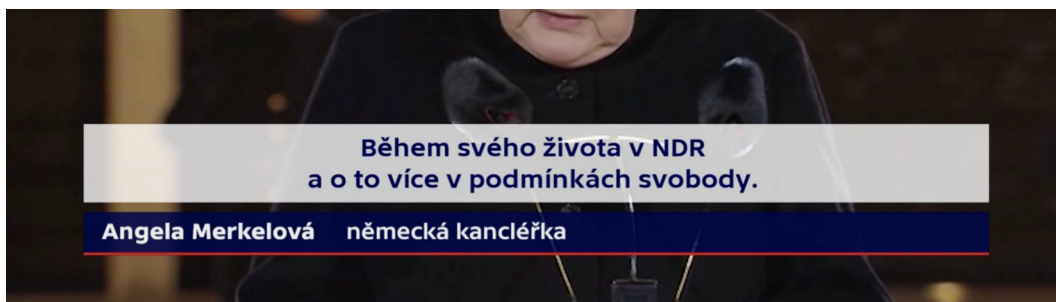 Během svého života v NDR
a o to více v podmínkách svobody.
Angela Merkelová německá kancléřka